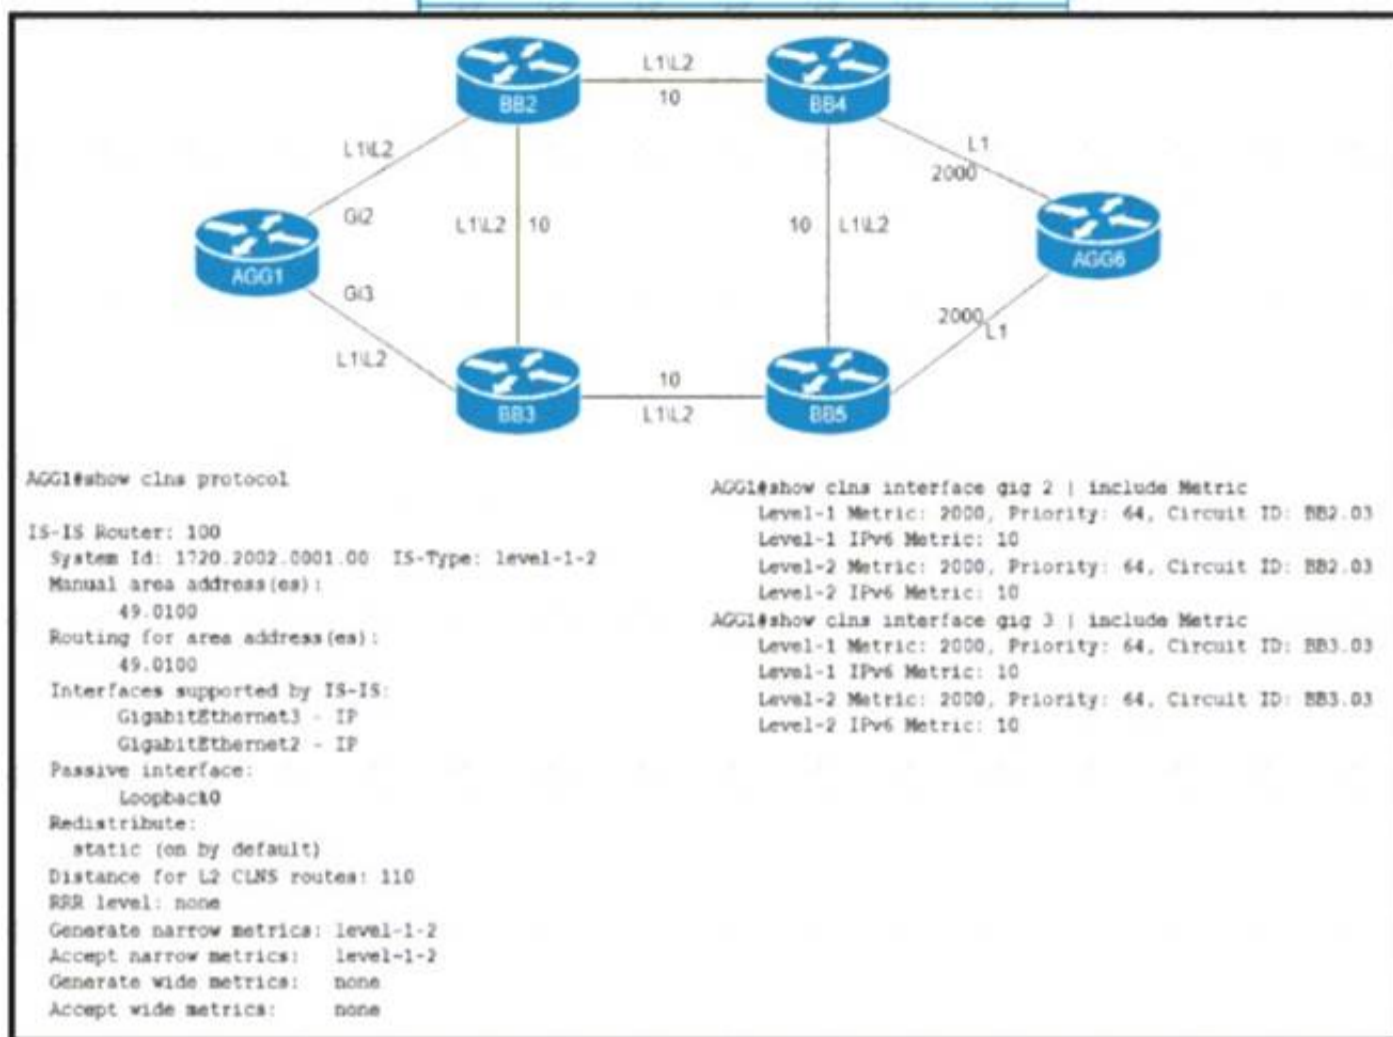 BB2
L1\L2
10
BB4
L1\L2
L1
2000
Gi2
L1\L2
10
10
L1\L2
AGG1
AGG6
Gi3
2000
L1
L1\L2
10
BB3
L1\L2
BB5
AGG1#show clns protocol
IS-IS Router: 100
System Id: 1720.2002.0001.00 IS-Type: level-1-2
Manual area address(es):
49.0100
Routing for area address(es):
49.0100
Interfaces supported by IS-IS:
GigabitEthernet3 - IP
GigabitEthernet2 - IP
Passive interface:
Loopback0
Redistribute:
static (on by default)
Distance for L2 CLNS routes: 110
RRR level: none
Generate narrow metrics: level-1-2
Accept narrow metrics: level-1-2
Generate wide metrics: none
Accept wide metrics: none
AGG1#show clns interface gig 2 | include Metric
Level-1 Metric: 2000, Priority: 64, Circuit ID: BB2.03
Level-1 IPv6 Metric: 10
Level-2 Metric: 2000, Priority: 64, Circuit ID: BB2.03
Level-2 IPv6 Metric: 10
AGG1#show clns interface gig 3 | include Metric
Level-1 Metric: 2000, Priority: 64, Circuit ID: BB3.03
Level-1 IPv6 Metric: 10
Level-2 Metric: 2000, Priority: 64, Circuit ID: BB3.03
Level-2 IPv6 Metric: 10